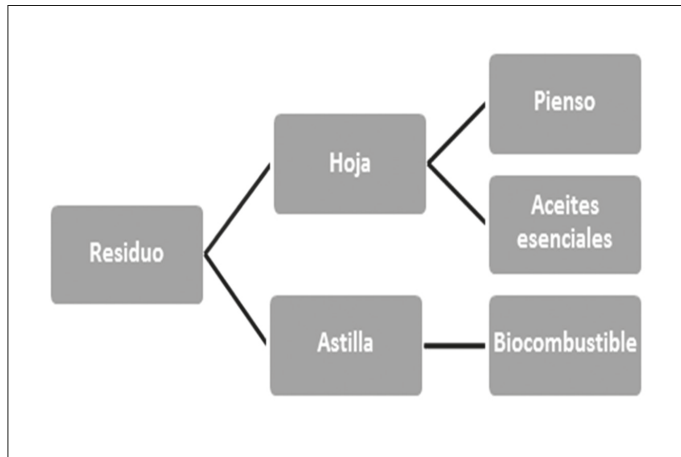 Residuo
Hoja
Pienso
Aceites
esenciales
Astilla
Biocombustible